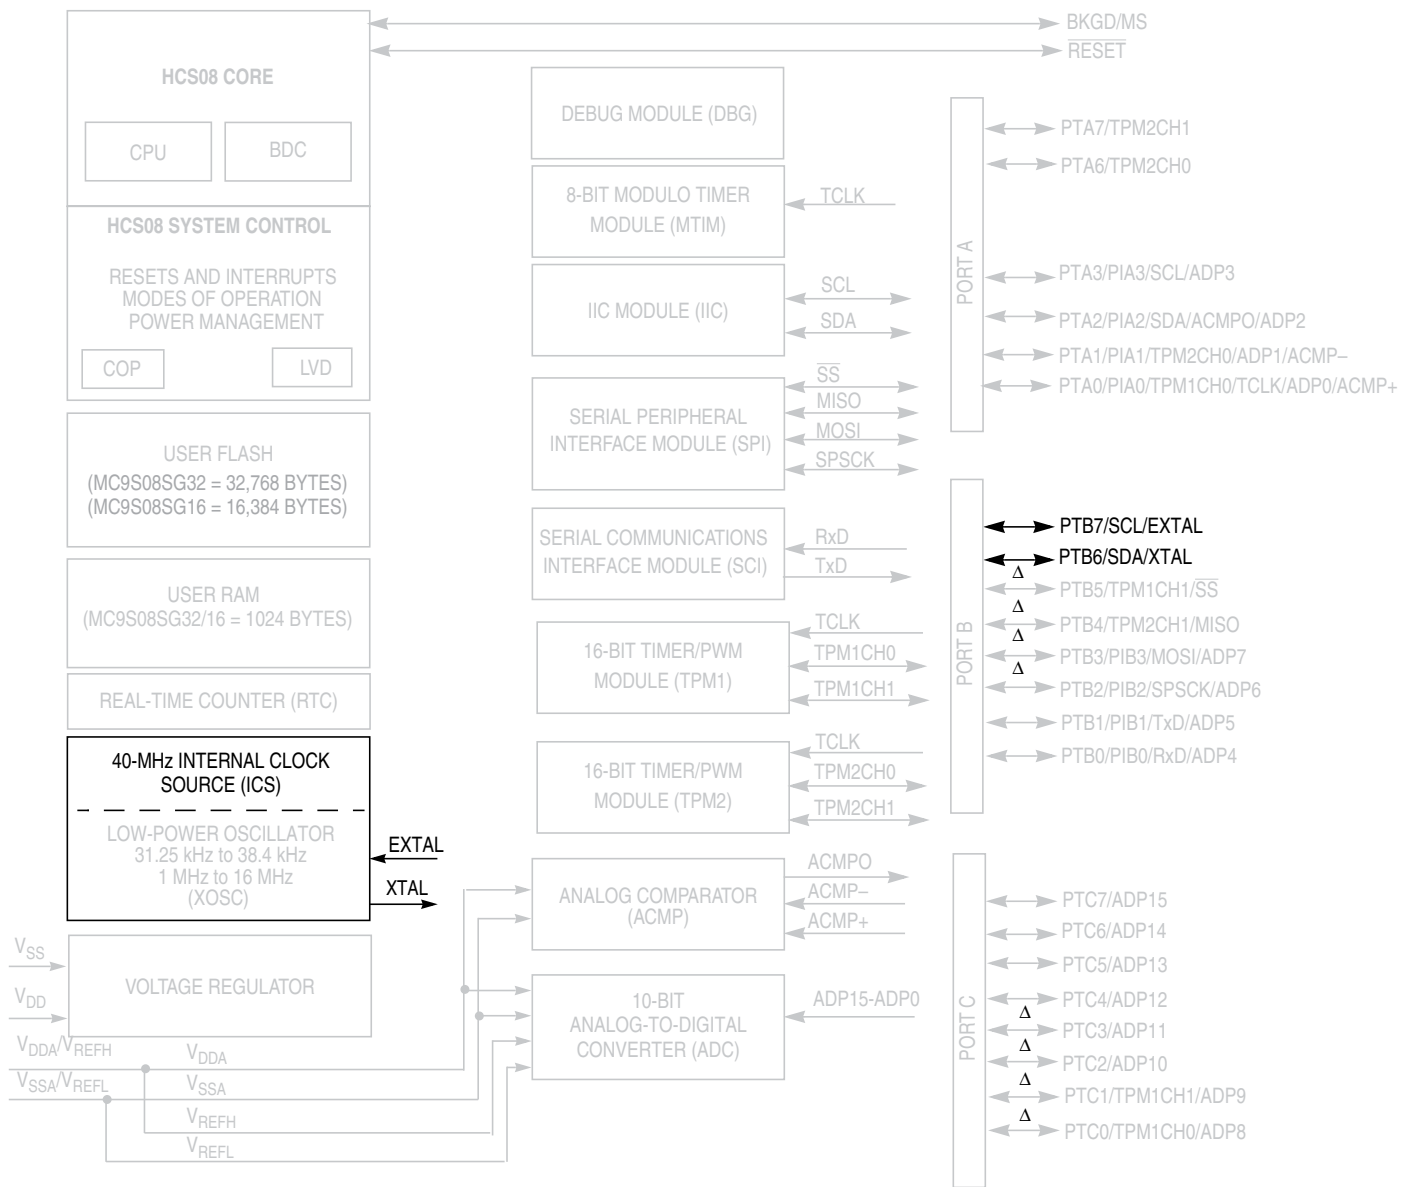 BKGD/MS
RESET
HCS08 CORE
CPU
BDC
HCS08 SYSTEM CONTROL
RESETS AND INTERRUPTS
MODES OF OPERATION
POWER MANAGEMENT
COP
LVD
USER FLASH
(MC9S08SG32 = 32,768 BYTES)
(MC9S08SG16 = 16,384 BYTES)
USER RAM
(MC9S08SG32/16 = 1024 BYTES)
REAL-TIME COUNTER (RTC)
40-MHz INTERNAL CLOCK
SOURCE (ICS)
LOW-POWER OSCILLATOR
31.25 kHz to 38.4 kHz
1 MHz to 16 MHz
(XOSC)
EXTAL
XTAL
VSS
VDD
VOLTAGE REGULATOR
VDDA/VREFH
VSSA/VREFL
VDDA
VSSA
VREFH
VREFL
DEBUG MODULE (DBG)
8-BIT MODULO TIMER
MODULE (MTIM)
TCLK
IIC MODULE (IIC)
SCL
SDA
SERIAL PERIPHERAL
INTERFACE MODULE (SPI)
SS
MISO
MOSI
SPSCK
SERIAL COMMUNICATIONS
INTERFACE MODULE (SCI)
RxD
TxD
16-BIT TIMER/PWM
MODULE (TPM1)
TCLK
TPM1CH0
TPM1CH1
16-BIT TIMER/PWM
MODULE (TPM2)
TCLK
TPM2CH0
TPM2CH1
ANALOG COMPARATOR
(ACMP)
ACMPO
ACMP–
ACMP+
10-BIT
ANALOG-TO-DIGITAL
CONVERTER (ADC)
ADP15-ADP0
PORT A
PTA7/TPM2CH1
PTA6/TPM2CH0
PTA3/PIA3/SCL/ADP3
PTA2/PIA2/SDA/ACMPO/ADP2
PTA1/PIA1/TPM2CH0/ADP1/ACMP–
PTA0/PIA0/TPM1CH0/TCLK/ADP0/ACMP+
PORT B
PTB7/SCL/EXTAL
PTB6/SDA/XTAL
Δ
PTB5/TPM1CH1/SS
Δ
PTB4/TPM2CH1/MISO
Δ
PTB3/PIB3/MOSI/ADP7
Δ
PTB2/PIB2/SPSCK/ADP6
PTB1/PIB1/TxD/ADP5
PTB0/PIB0/RxD/ADP4
PORT C
PTC7/ADP15
PTC6/ADP14
PTC5/ADP13
PTC4/ADP12
Δ
PTC3/ADP11
Δ
PTC2/ADP10
Δ
PTC1/TPM1CH1/ADP9
Δ
PTC0/TPM1CH0/ADP8